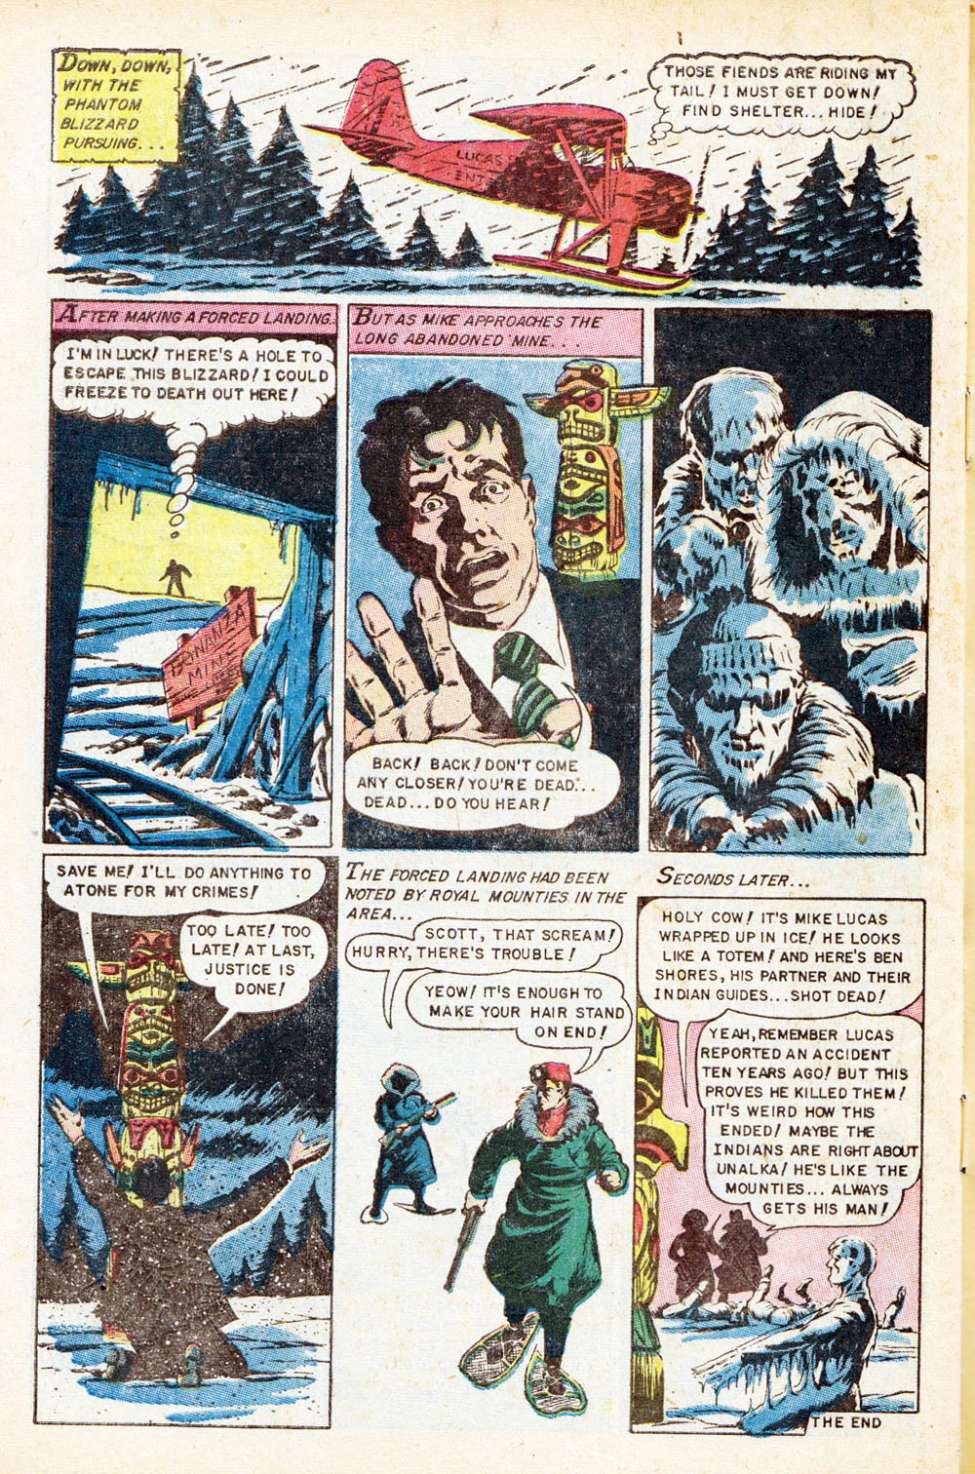 DOWN, DOWN,
WITH THE
PHANTOM
BLIZZARD
PURSUING...
THOSE FIENDS ARE RIDING MY
TAIL! I MUST GET DOWN!
FIND SHELTER... HIDE!
LUCAS
ENT
AFTER MAKING A FORCED LANDING.
I'M IN LUCK! THERE'S A HOLE TO
ESCAPE THIS BLIZZARD! I COULD
FREEZE TO DEATH OUT HERE!
BONANZA
MINE
BUT AS MIKE APPROACHES THE
LONG ABANDONED MINE...
BACK! BACK! DON'T COME
ANY CLOSER! YOU'RE DEAD...
DEAD... DO YOU HEAR!
SAVE ME! I'LL DO ANYTHING TO
ATONE FOR MY CRIMES!
TOO LATE! TOO
LATE! AT LAST,
JUSTICE IS
DONE!
THE FORCED LANDING HAD BEEN
NOTED BY ROYAL MOUNTIES IN THE
AREA...
SCOTT, THAT SCREAM!
HURRY, THERE'S TROUBLE!
YEOW! IT'S ENOUGH TO
MAKE YOUR HAIR STAND
ON END!
SECONDS LATER...
HOLY COW! IT'S MIKE LUCAS
WRAPPED UP IN ICE! HE LOOKS
LIKE A TOTEM! AND HERE'S BEN
SHORES, HIS PARTNER AND THEIR
INDIAN GUIDES... SHOT DEAD!
YEAH, REMEMBER LUCAS
REPORTED AN ACCIDENT
TEN YEARS AGO! BUT THIS
PROVES HE KILLED THEM!
IT'S WEIRD HOW THIS
ENDED! MAYBE THE
INDIANS ARE RIGHT ABOUT
UNALKA! HE'S LIKE THE
MOUNTIES... ALWAYS
GETS HIS MAN!
THE END